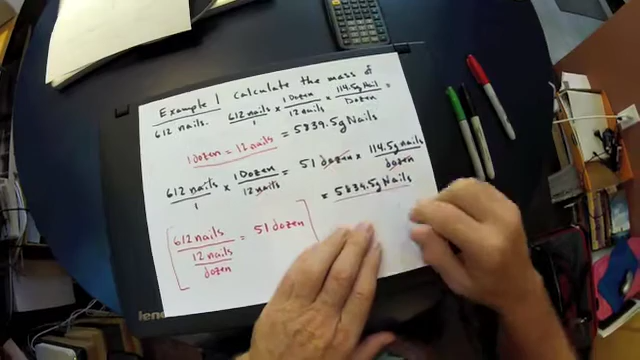 Example 1 Calculate the mass of
612 nails. 612 nails/1 × 1 Dozen/12 nails × 114.5g Nail/Dozen =
1 dozen = 12 nails = 5839.5g Nails
612 nails/1 × 1 Dozen/12 nails = 51 dozen × 114.5g nails/dozen
= 5839.5g Nails
612 nails/12 nails/dozen = 51 dozen
leno